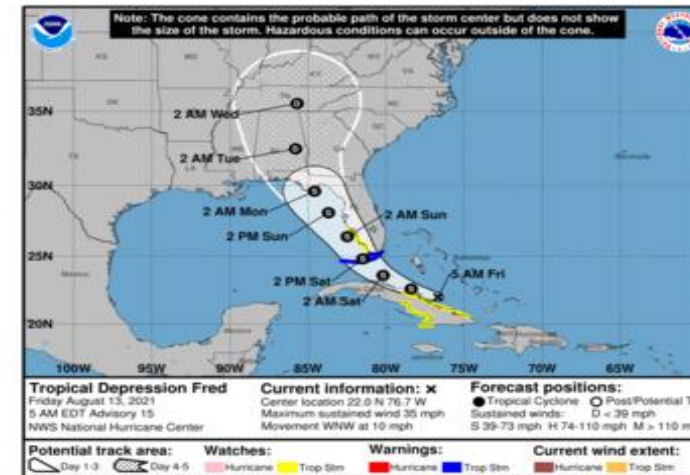 Note: The cone contains the probable path of the storm center but does not show
the size of the storm. Hazardous conditions can occur outside of the cone.
NOAA
35N
30N
25N
20N
2 AM Wed
2 AM Tue
2 AM Mon
2 AM Sun
2 PM Sun
2 PM Sat
5 AM Fri
2 AM Sat
Bermuda
Mexico
100W 95W 90W 85W 80W 75W 70W 65W
Tropical Depression Fred
Friday August 13, 2021
5 AM EDT Advisory 15
NWS National Hurricane Center
Current information: x
Center location 22.0 N 76.7 W
Maximum sustained wind 35 mph
Movement WNW at 10 mph
Forecast positions:
Tropical Cyclone Post/Potential T
Sustained winds: D < 39 mph
S 39-73 mph H 74-110 mph M > 110 m
Potential track area:
Day 1-3 Day 4-5
Watches:
Hurricane Trop Stm
Warnings:
Hurricane Trop Stm
Current wind extent:
Hurricane Trop Stm